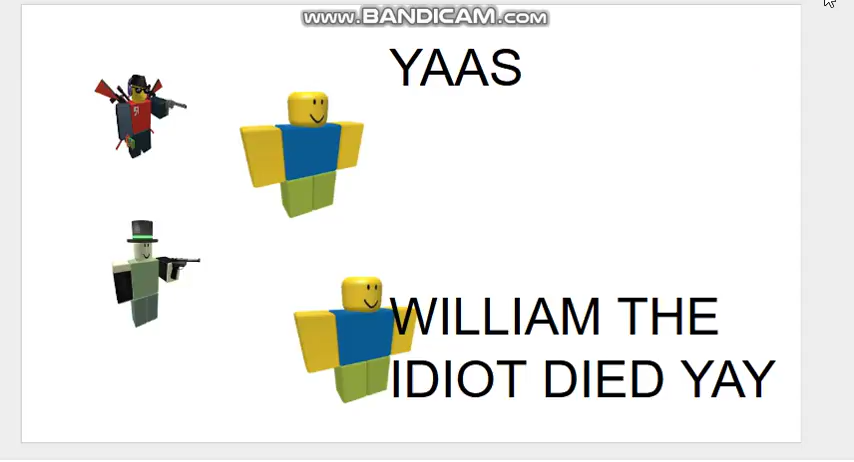 www.BANDICAM.com
YAAS
WILLIAM THE
IDIOT DIED YAY